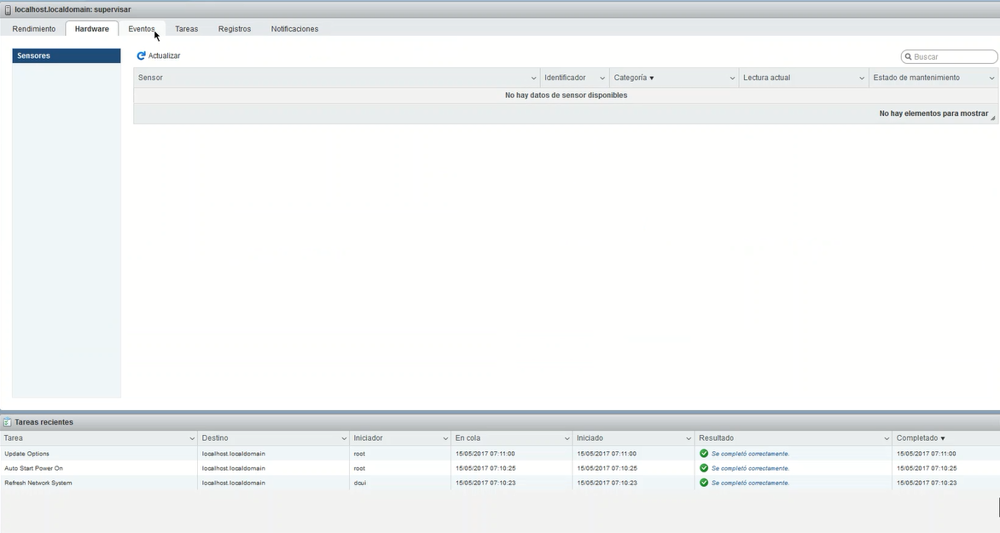 localhost.localdomain: supervisar
Rendimiento Hardware Eventos Tareas Registros Notificaciones
Sensores
Actualizar
Buscar
Sensor Identificador Categoría Lectura actual Estado de mantenimiento
No hay datos de sensor disponibles
No hay elementos para mostrar
Tareas recientes
Tarea Destino Iniciador En cola Iniciado Resultado Completado
Update Options localhost.localdomain root 15/05/2017 07:11:00 15/05/2017 07:11:00 Se completó correctamente. 15/05/2017 07:11:00
Auto Start Power On localhost.localdomain root 15/05/2017 07:10:25 15/05/2017 07:10:25 Se completó correctamente. 15/05/2017 07:10:25
Refresh Network System localhost.localdomain dcui 15/05/2017 07:10:23 15/05/2017 07:10:23 Se completó correctamente. 15/05/2017 07:10:23